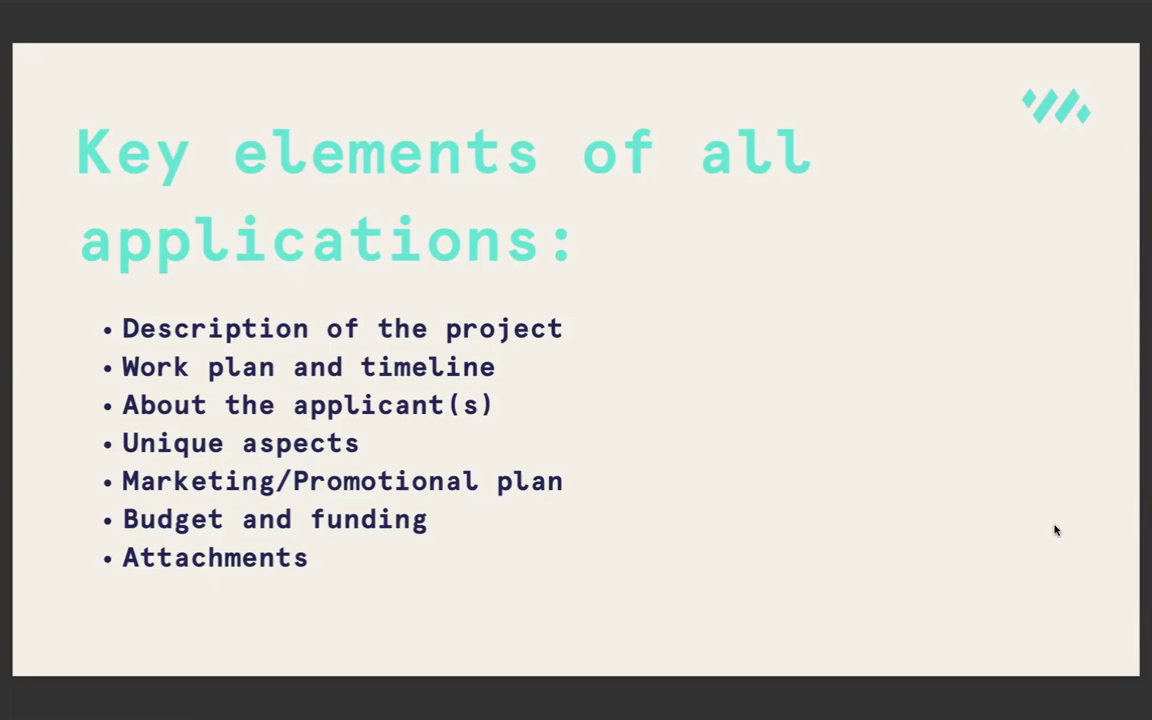 Key elements of all
applications:
• Description of the project
• Work plan and timeline
• About the applicant(s)
• Unique aspects
• Marketing/Promotional plan
• Budget and funding
• Attachments